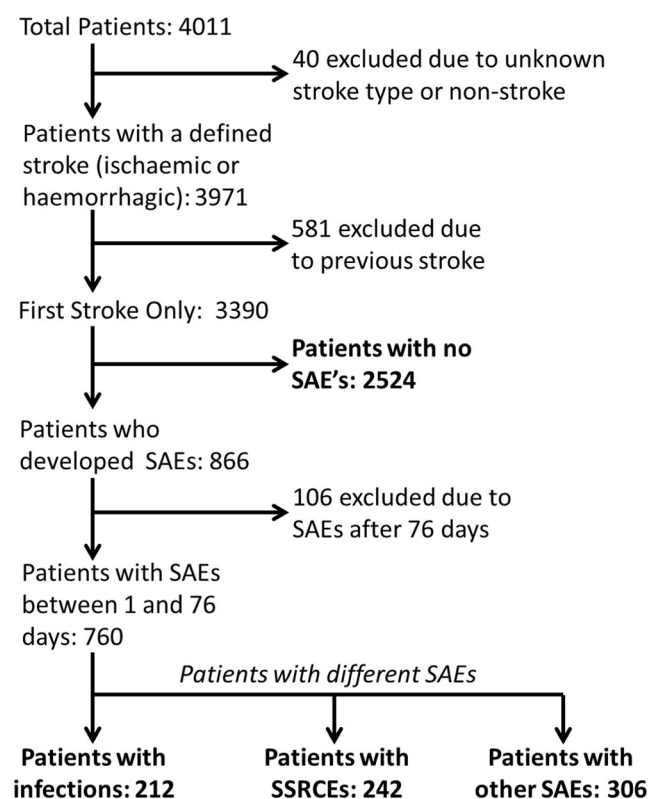 Total Patients: 4011
40 excluded due to unknown
stroke type or non-stroke
Patients with a defined
stroke (ischaemic or
haemorrhagic): 3971
581 excluded due
to previous stroke
First Stroke Only: 3390
Patients with no
SAE’s: 2524
Patients who
developed SAEs: 866
106 excluded due to
SAEs after 76 days
Patients with SAEs
between 1 and 76
days: 760
Patients with different SAEs
Patients with
infections: 212
Patients with
SSRCEs: 242
Patients with
other SAEs: 306